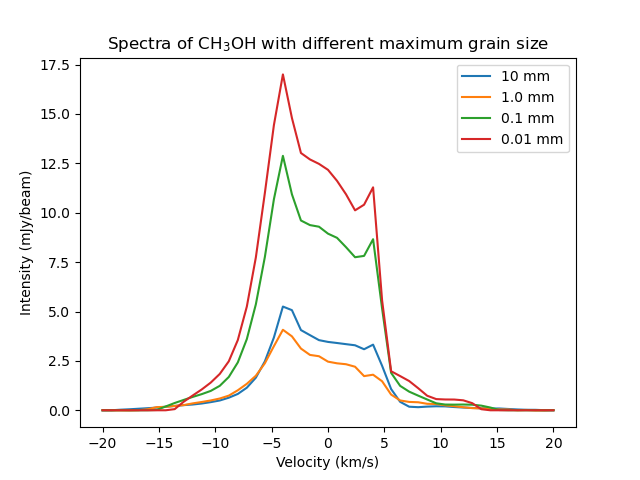 Spectra of CH₃OH with different maximum grain size
17.5
15.0
12.5
10.0
7.5
5.0
2.5
0.0
Intensity (mJy/beam)
10 mm
1.0 mm
0.1 mm
0.01 mm
−20 −15 −10 −5 0 5 10 15 20
Velocity (km/s)